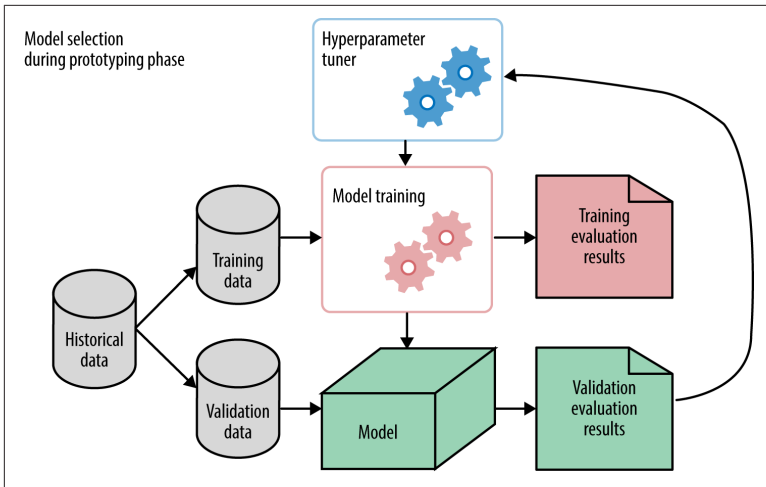 Model selection
during prototyping phase
Hyperparameter
tuner
Model training
Training
evaluation
results
Training
data
Historical
data
Validation
data
Model
Validation
evaluation
results